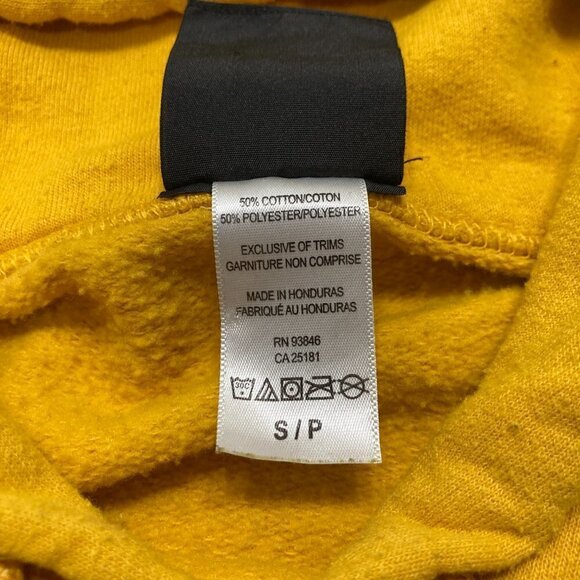 50% COTTON/COTON
50% POLYESTER/POLYESTER
EXCLUSIVE OF TRIMS
GARNITURE NON COMPRISE
MADE IN HONDURAS
FABRIQUÉ AU HONDURAS
RN 93846
CA 25181
30C
S / P